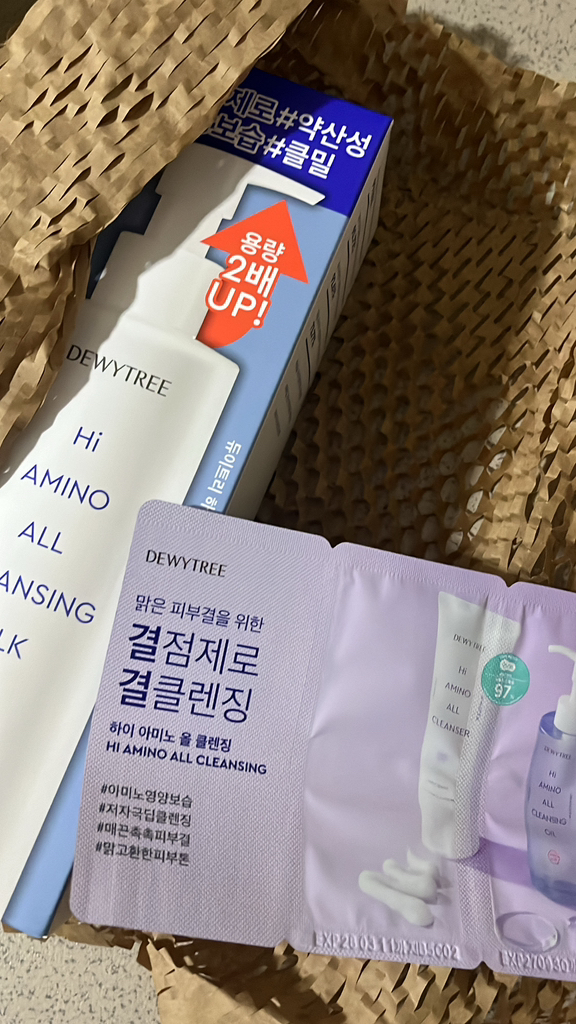 제로#약산성
보습#클밀
용량
2배
UP!
DEWYTREE
Hi
AMINO
ALL
ANSING
LK
듀이트리 하
DEWYTREE
맑은 피부결을 위한
결점제로
결클렌징
하이 아미노 올 클렌징
HI AMINO ALL CLEANSING
#아미노영양보습
#저자극딥클렌징
#매끈촉촉피부결
#맑고환한피부톤
DEWYTREE
Hi
AMINO
ALL
CLEANSER
97%
DEWYTREE
HI
AMINO
ALL
CLEANSING
OIL